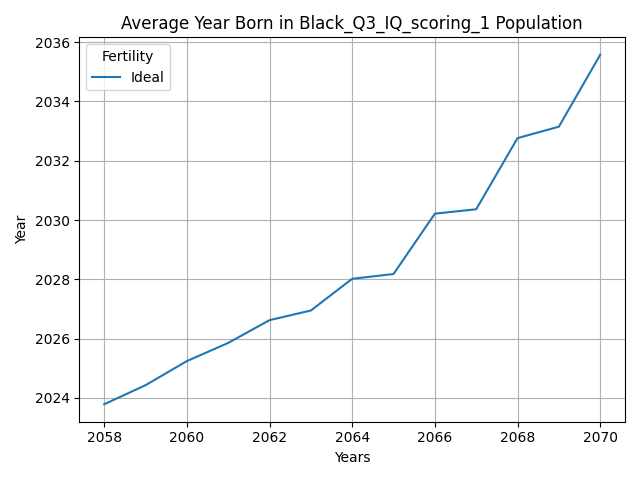 Average Year Born in Black_Q3_IQ_scoring_1 Population
2036
2034
2032
2030
2028
2026
2024
Year
Fertility
Ideal
2058 2060 2062 2064 2066 2068 2070
Years